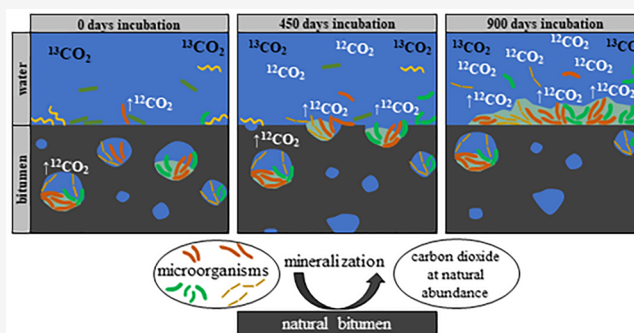 0 days incubation
450 days incubation
900 days incubation
water
¹³CO₂
¹³CO₂
↑¹²CO₂
¹³CO₂
¹²CO₂
¹³CO₂
¹²CO₂
↑¹²CO₂
↑¹²CO₂
¹³CO₂
¹²CO₂
¹³CO₂
¹²CO₂
¹²CO₂
¹²CO₂
↑¹²CO₂
↑¹²CO₂
↑¹²CO₂
bitumen
↑¹²CO₂
↑¹²CO₂
microorganisms
mineralization
carbon dioxide
at natural
abundance
natural bitumen